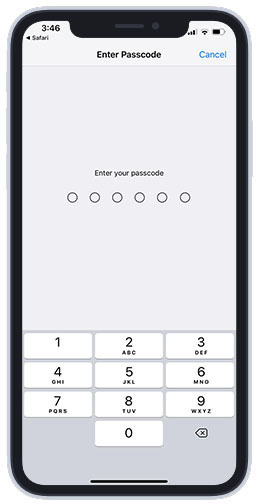 3:46
◀ Safari
Enter Passcode Cancel
Enter your passcode
1 2 3
ABC DEF
4 5 6
GHI JKL MNO
7 8 9
PQRS TUV WXYZ
0